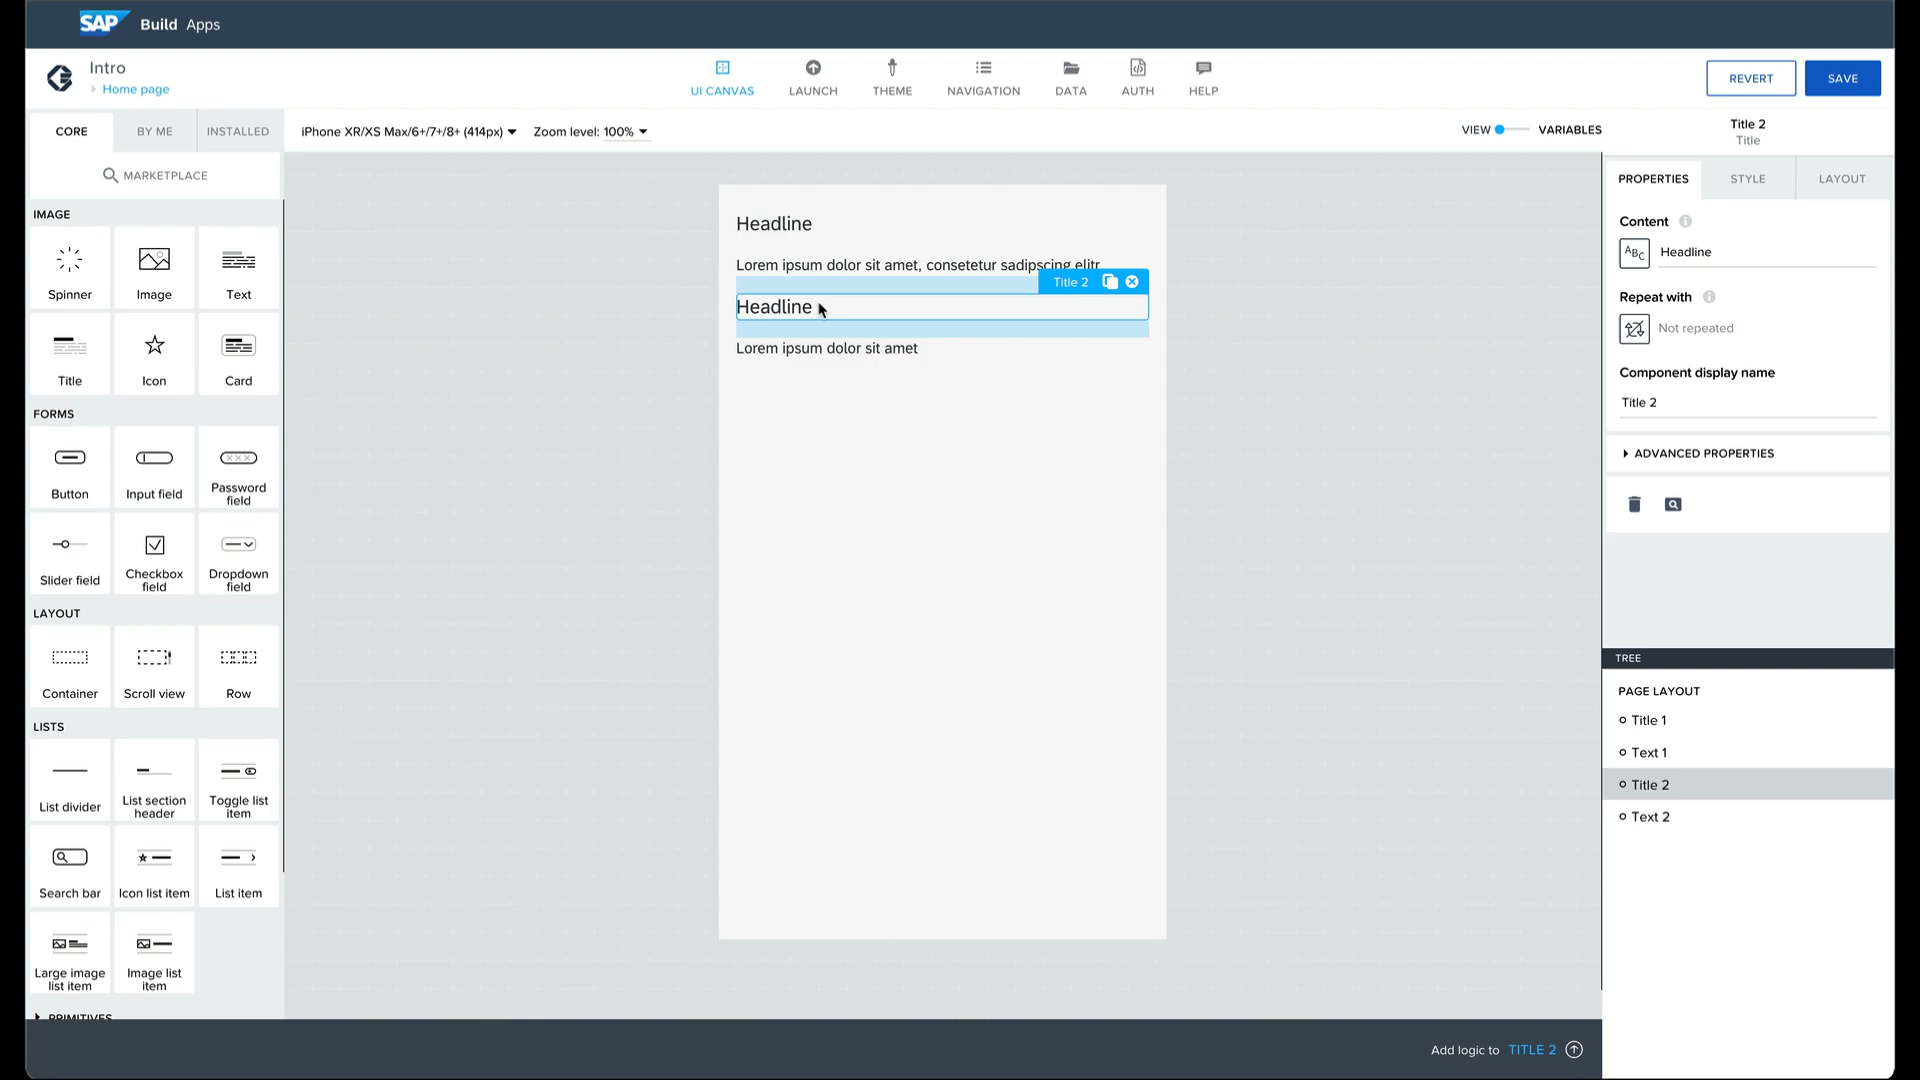 SAP Build Apps
Intro
Home page
UI CANVAS
LAUNCH
THEME
NAVIGATION
DATA
AUTH
HELP
REVERT
SAVE
CORE
BY ME
INSTALLED
iPhone XR/XS Max/6+/7+/8+ (414px)
Zoom level: 100%
VIEW
VARIABLES
Title 2
Title
MARKETPLACE
IMAGE
Spinner
Image
Text
Title
Icon
Card
FORMS
Button
Input field
Password
field
Slider field
Checkbox
field
Dropdown
field
LAYOUT
Container
Scroll view
Row
LISTS
List divider
List section
header
Toggle list
item
Search bar
Icon list item
List item
Large image
list item
Image list
item
PRIMITIVES
Headline
Lorem ipsum dolor sit amet, consetetur sadipscing elitr
Title 2
Headline
Lorem ipsum dolor sit amet
PROPERTIES
STYLE
LAYOUT
Content
ABC
Headline
Repeat with
Not repeated
Component display name
Title 2
ADVANCED PROPERTIES
TREE
PAGE LAYOUT
Title 1
Text 1
Title 2
Text 2
Add logic to TITLE 2